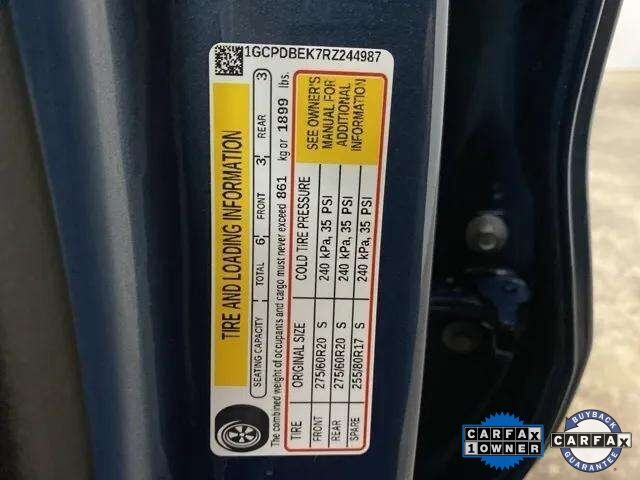 1GCPDBEK7RZ244987
TIRE AND LOADING INFORMATION
SEATING CAPACITY TOTAL 6 FRONT 3 REAR 3
The combined weight of occupants and cargo must never exceed 861 kg or 1899 lbs.
TIRE ORIGINAL SIZE COLD TIRE PRESSURE
FRONT 275/60R20 S 240 kPa, 35 PSI
REAR 275/60R20 S 240 kPa, 35 PSI
SPARE 255/80R17 S 240 kPa, 35 PSI
SEE OWNER'S
MANUAL FOR
ADDITIONAL
INFORMATION
CARFAX
1 OWNER
BUYBACK
CARFAX
GUARANTEE